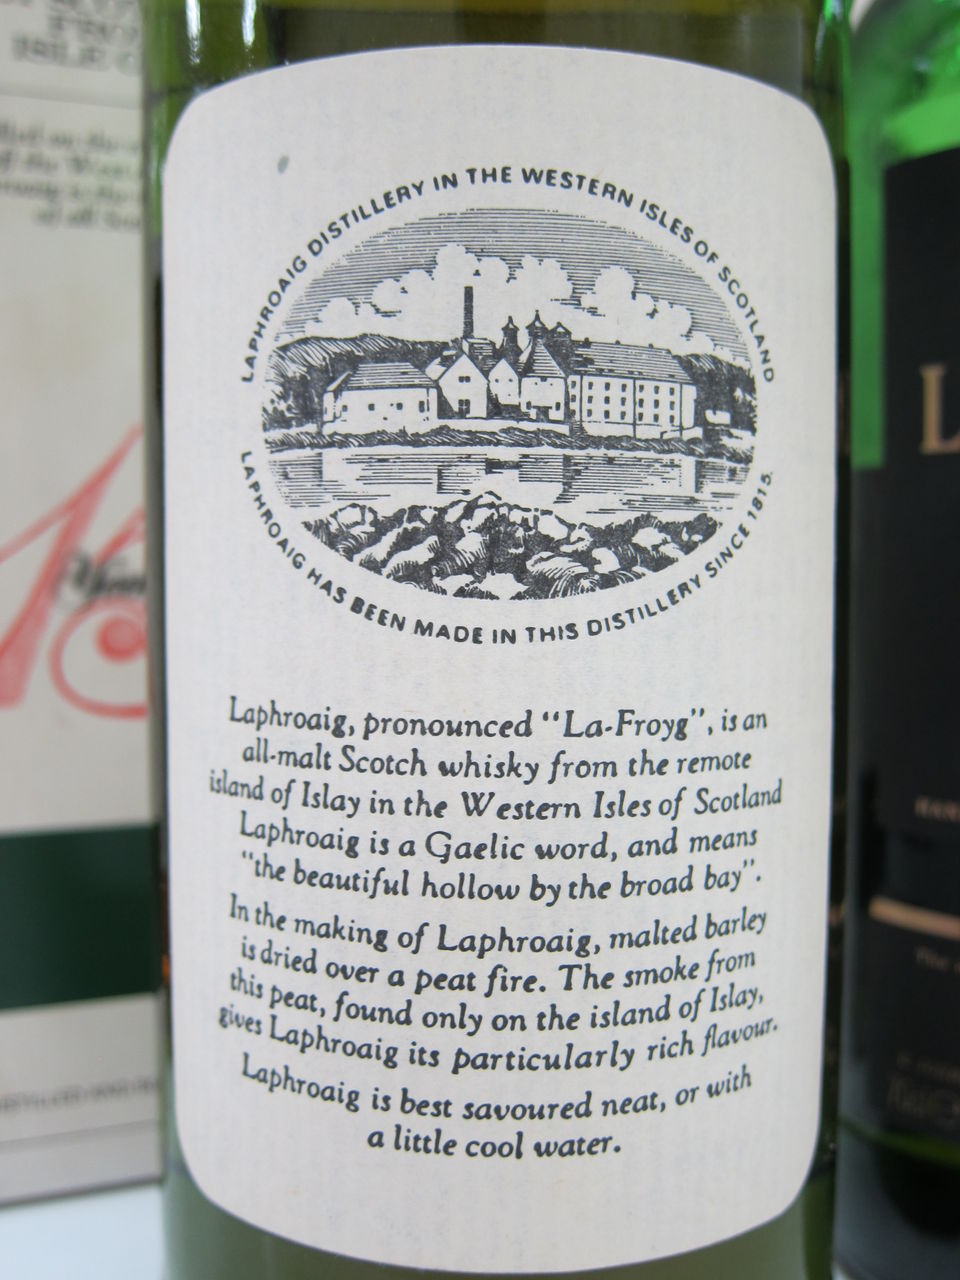 LAPHROAIG DISTILLERY IN THE WESTERN ISLES OF SCOTLAND
LAPHROAIG HAS BEEN MADE IN THIS DISTILLERY SINCE 1815.
Laphroaig, pronounced “La-Froyg”, is an
all-malt Scotch whisky from the remote
island of Islay in the Western Isles of Scotland
Laphroaig is a Gaelic word, and means
“the beautiful hollow by the broad bay”.
In the making of Laphroaig, malted barley
is dried over a peat fire. The smoke from
this peat, found only on the island of Islay,
gives Laphroaig its particularly rich flavour.
Laphroaig is best savoured neat, or with
a little cool water.